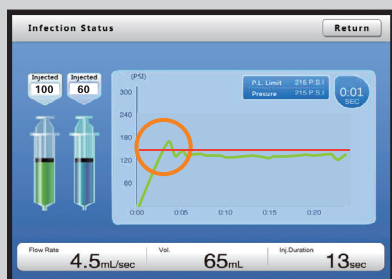 Infection Status
Return
Injected
100
Injected
60
(PSI)
300
240
180
120
60
0:00
0:05
0:10
0:15
0:20
P.L. Limit 215 P.S.I
Precure 215 P.S.I
0:01
SEC
Flow Rate
4.5mL/sec
Vol.
65mL
Inj.Duration
13sec